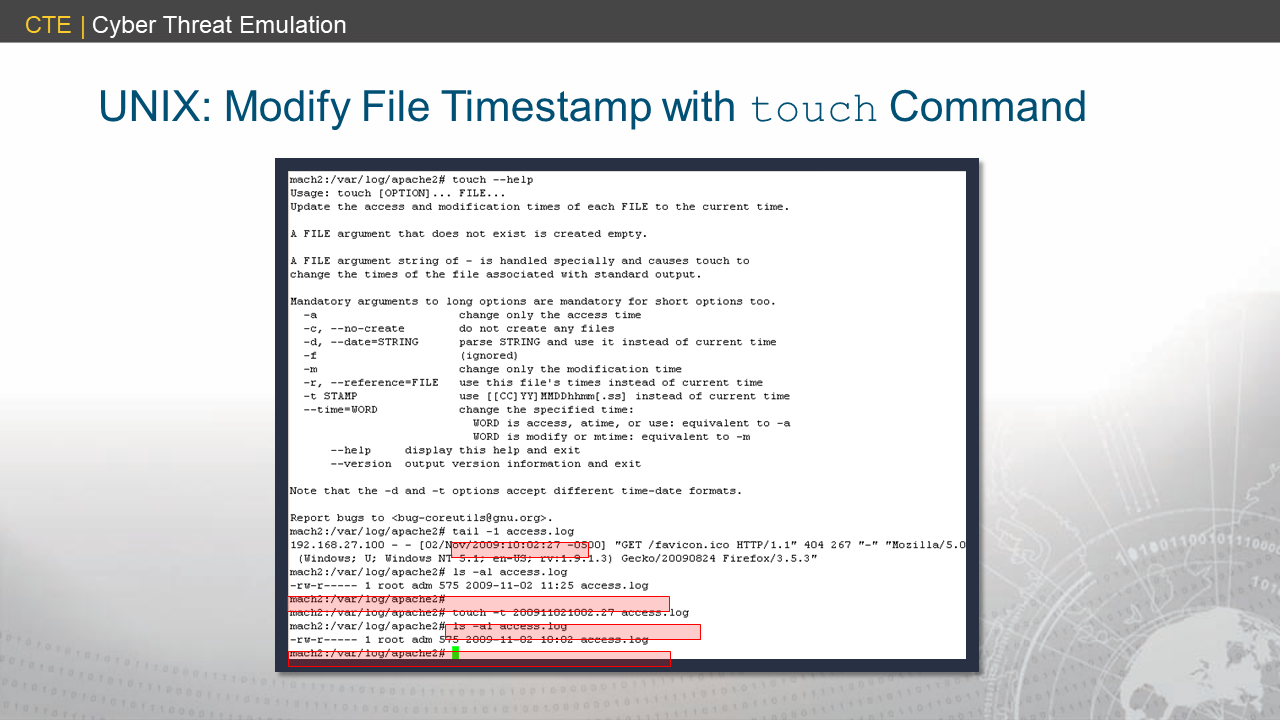 CTE | Cyber Threat Emulation
UNIX: Modify File Timestamp with touch Command
mach2:/var/log/apache2# touch --help
Usage: touch [OPTION]... FILE...
Update the access and modification times of each FILE to the current time.
A FILE argument that does not exist is created empty.
A FILE argument string of - is handled specially and causes touch to
change the times of the file associated with standard output.
Mandatory arguments to long options are mandatory for short options too.
-a change only the access time
-c, --no-create do not create any files
-d, --date=STRING parse STRING and use it instead of current time
-f (ignored)
-m change only the modification time
-r, --reference=FILE use this file's times instead of current time
-t STAMP use [[CC]YY]MMDDhhmm[.ss] instead of current time
--time=WORD change the specified time:
WORD is access, atime, or use: equivalent to -a
WORD is modify or mtime: equivalent to -m
--help display this help and exit
--version output version information and exit
Note that the -d and -t options accept different time-date formats.
Report bugs to <bug-coreutils@gnu.org>.
mach2:/var/log/apache2# tail -1 access.log
192.168.27.100 - - [02/Nov/2009:10:02:27 -0500] "GET /favicon.ico HTTP/1.1" 404 267 "-" "Mozilla/5.0
(Windows; U; Windows NT 5.1; en-US; rv:1.9.1.3) Gecko/20090824 Firefox/3.5.3"
mach2:/var/log/apache2# ls -al access.log
-rw-r----- 1 root adm 575 2009-11-02 11:25 access.log
mach2:/var/log/apache2#
mach2:/var/log/apache2# touch -t 200911021002.27 access.log
mach2:/var/log/apache2# ls -al access.log
-rw-r----- 1 root adm 575 2009-11-02 10:02 access.log
mach2:/var/log/apache2#